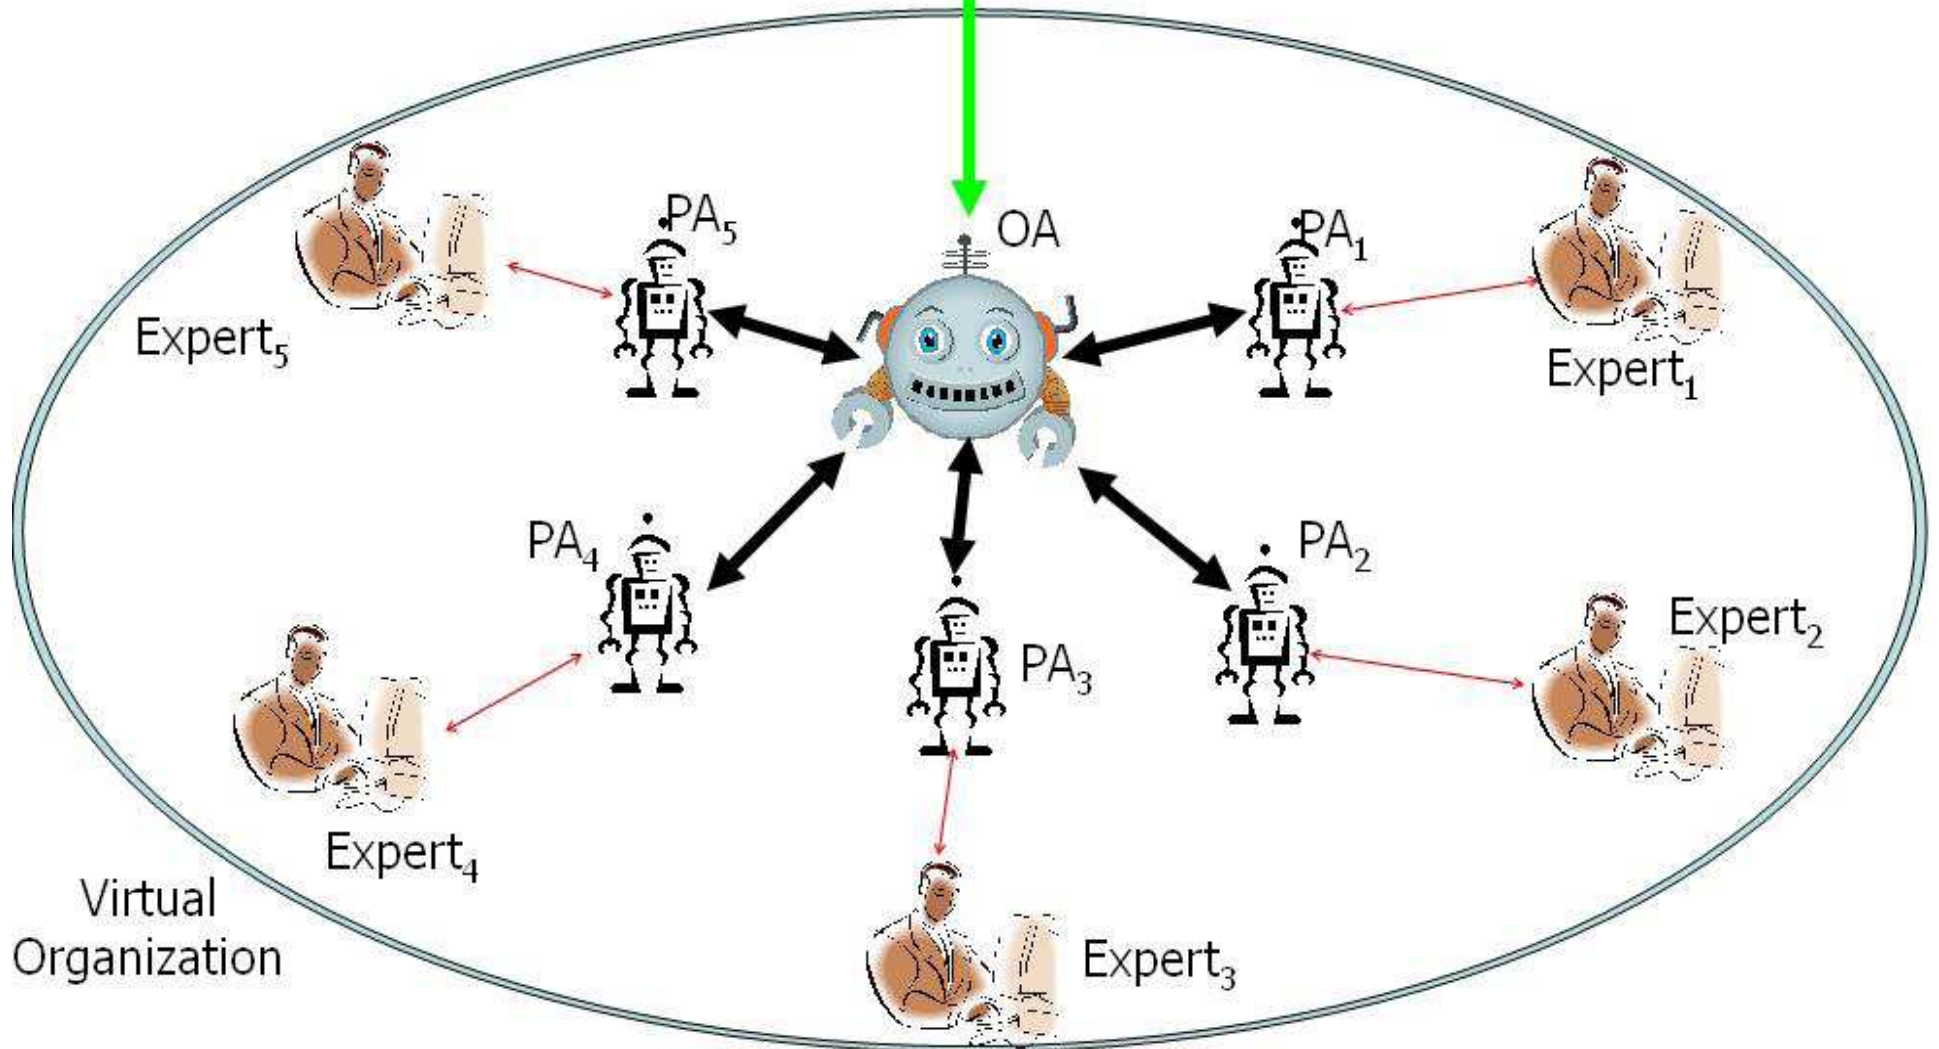 PA₅
OA
PA₁
Expert₅
Expert₁
PA₄
PA₂
Expert₂
PA₃
Expert₄
Virtual
Organization
Expert₃